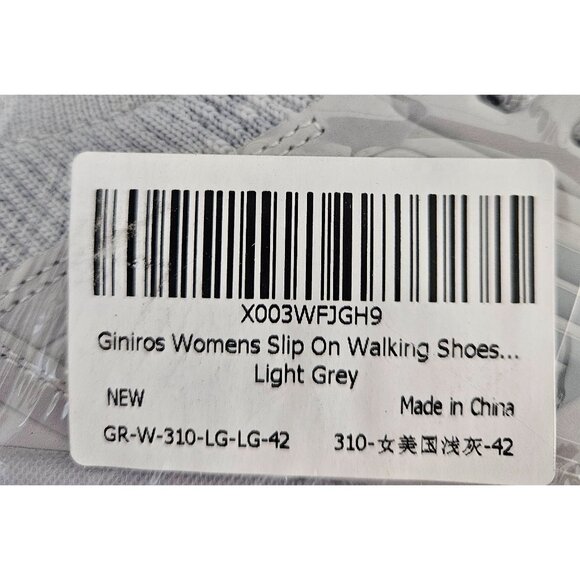 X003WFJGH9
Giniros Womens Slip On Walking Shoes...
Light Grey
NEW
Made in China
GR-W-310-LG-LG-42
310-女美国浅灰-42